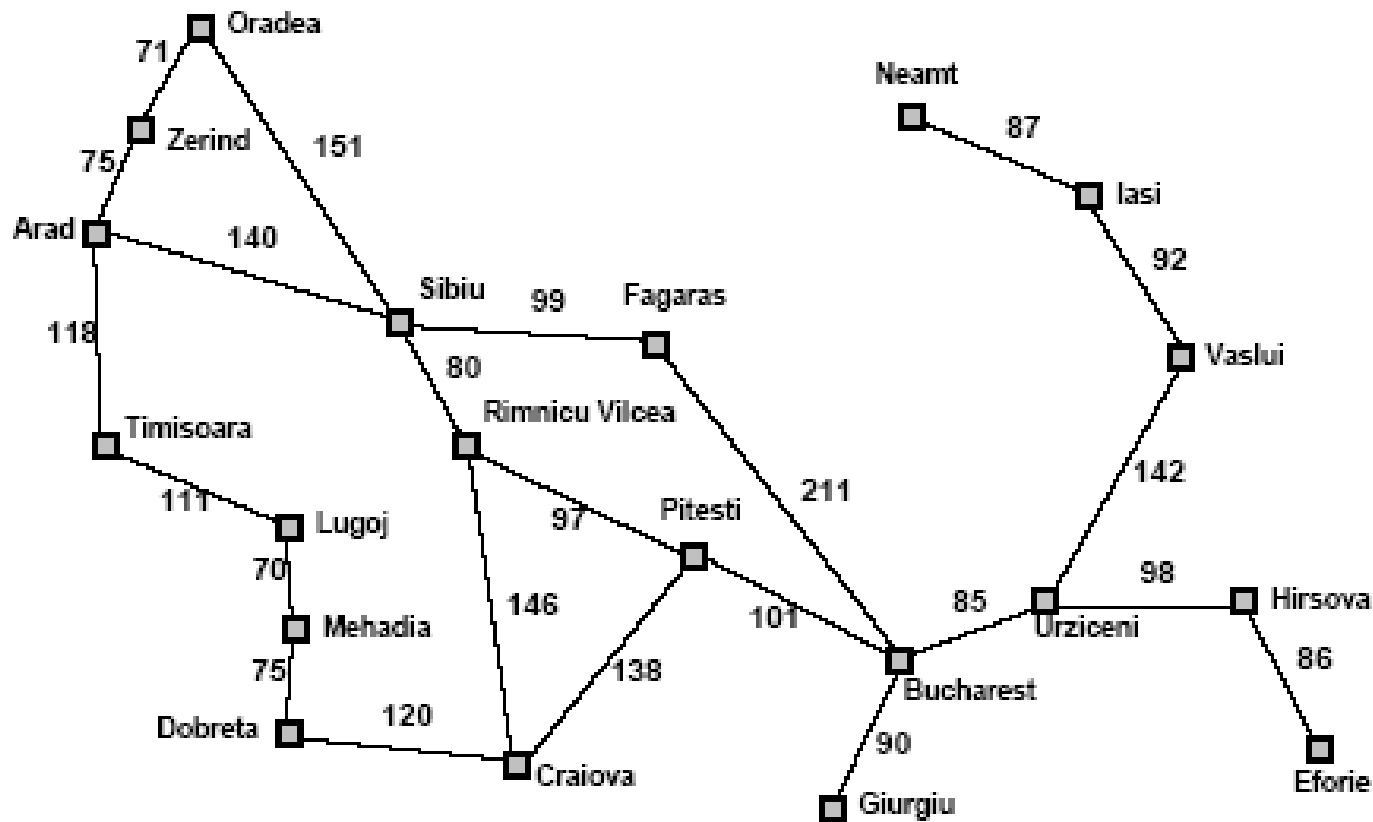 Oradea
71
Neamt
87
Zerind
151
75
Iasi
Arad
140
92
Sibiu
99
Fagaras
118
80
Vaslui
Rimnicu Vilcea
Timisoara
142
111
211
Pitesti
97
Lugoj
70
98
146
85
Hirsova
101
Mehadia
Urziceni
86
75
138
Bucharest
120
Dobreta
90
Craiova
Eforie
Giurgiu